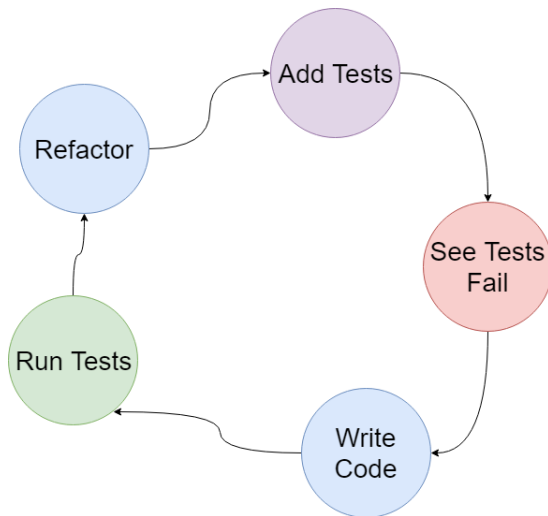 Add Tests
Refactor
See Tests
Fail
Run Tests
Write
Code